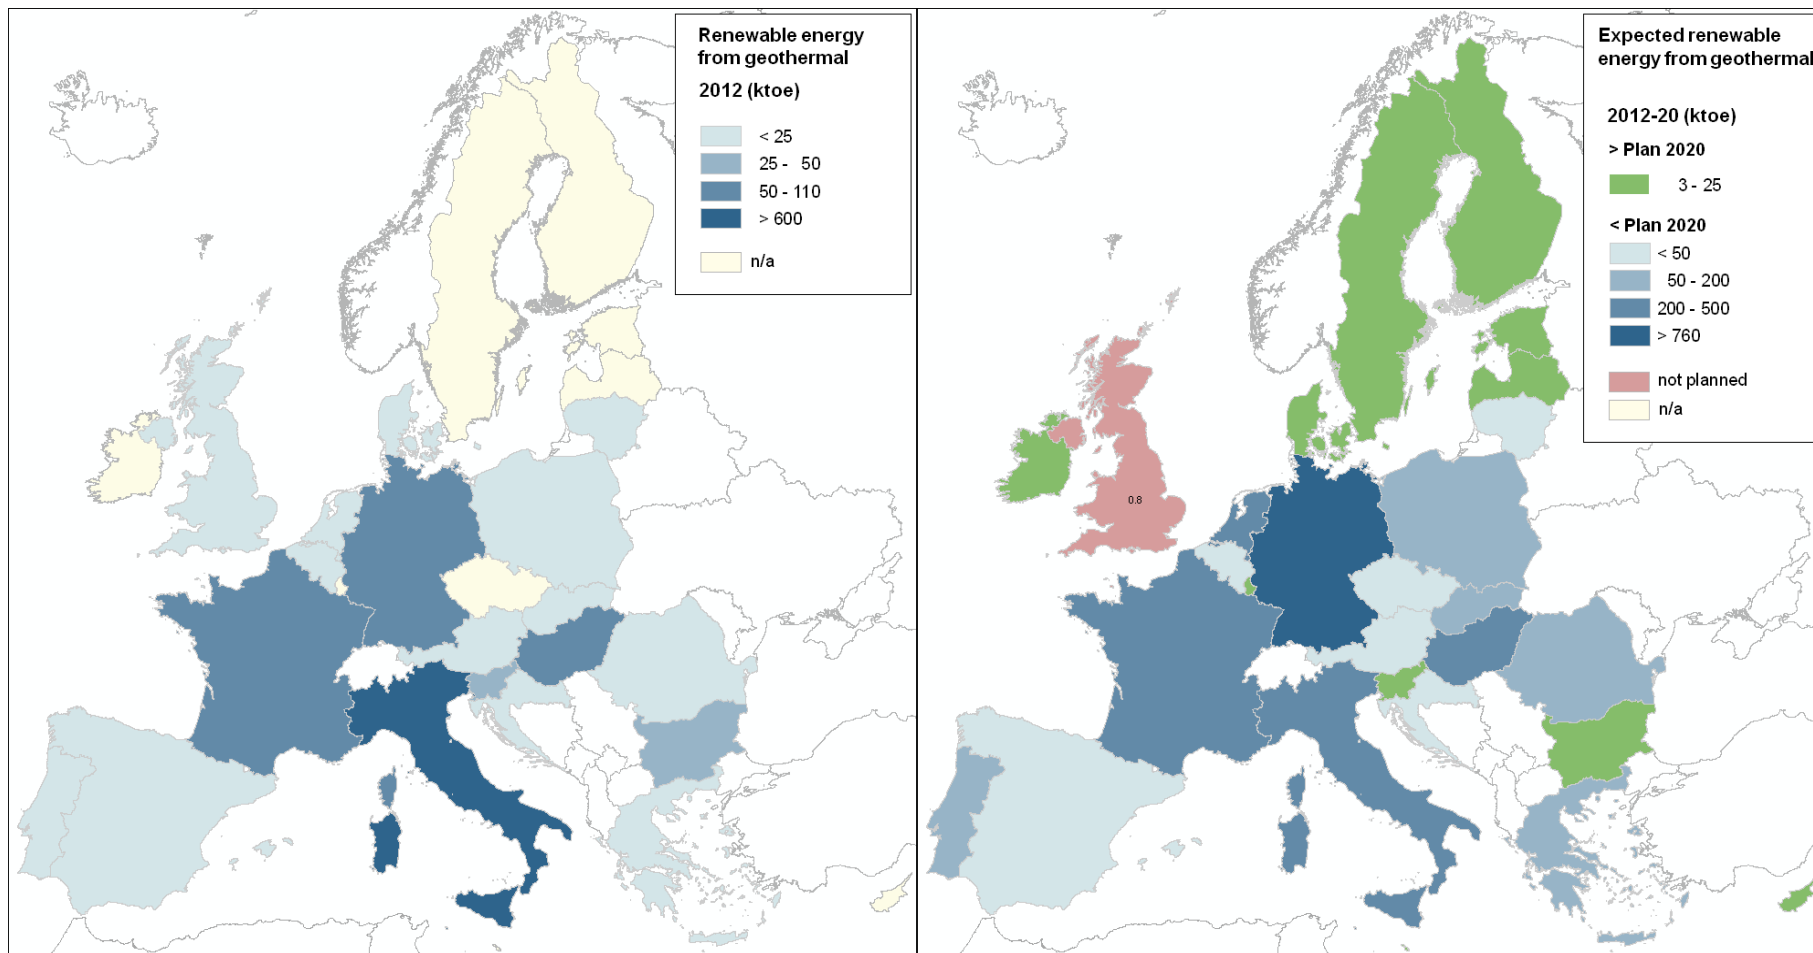 Renewable energy
from geothermal
2012 (ktoe)
< 25
25 - 50
50 - 110
> 600
n/a
Expected renewable
energy from geothermal
2012-20 (ktoe)
> Plan 2020
3 - 25
< Plan 2020
< 50
50 - 200
200 - 500
> 760
not planned
n/a
0.8